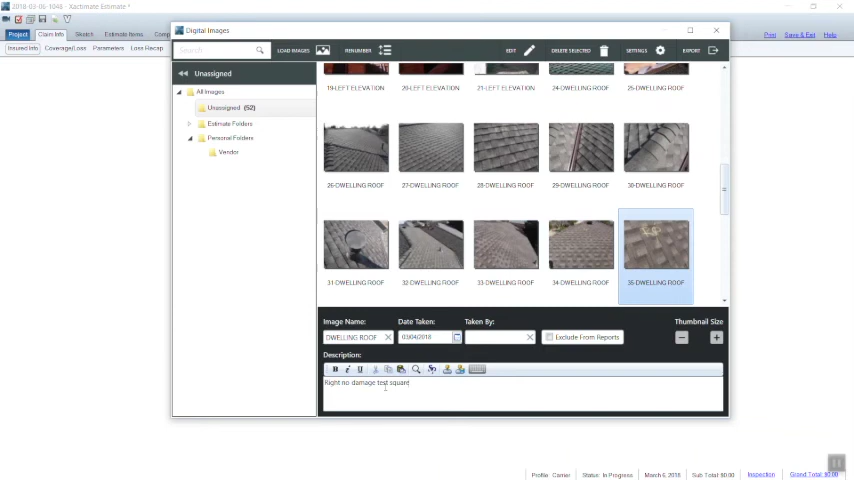 2018-03-06-1048 - Xactimate Estimate*
Project Claim Info Sketch Estimate Items
Print Save & Exit Help
Insured Info Coverage/Loss Parameters Loss Recap
Digital Images
Search LOAD IMAGES RENUMBER EDIT DELETE SELECTED SETTINGS EXPORT
Unassigned
All Images
Unassigned (52)
Estimate Folders
Personal Folders
Vendor
19-LEFT ELEVATION 20-LEFT ELEVATION 21-LEFT ELEVATION 24-DWELLING ROOF 25-DWELLING ROOF
26-DWELLING ROOF 27-DWELLING ROOF 28-DWELLING ROOF 29-DWELLING ROOF 30-DWELLING ROOF
31-DWELLING ROOF 32-DWELLING ROOF 33-DWELLING ROOF 34-DWELLING ROOF 35-DWELLING ROOF
Image Name: Date Taken: Taken By: Thumbnail Size
DWELLING ROOF 03/04/2018 Exclude From Reports
Description:
B i U
Right no damage test square
Profile: Carrier Status: In Progress March 6, 2018 Sub Total: $0.00 Inspection Grand Total: $0.00